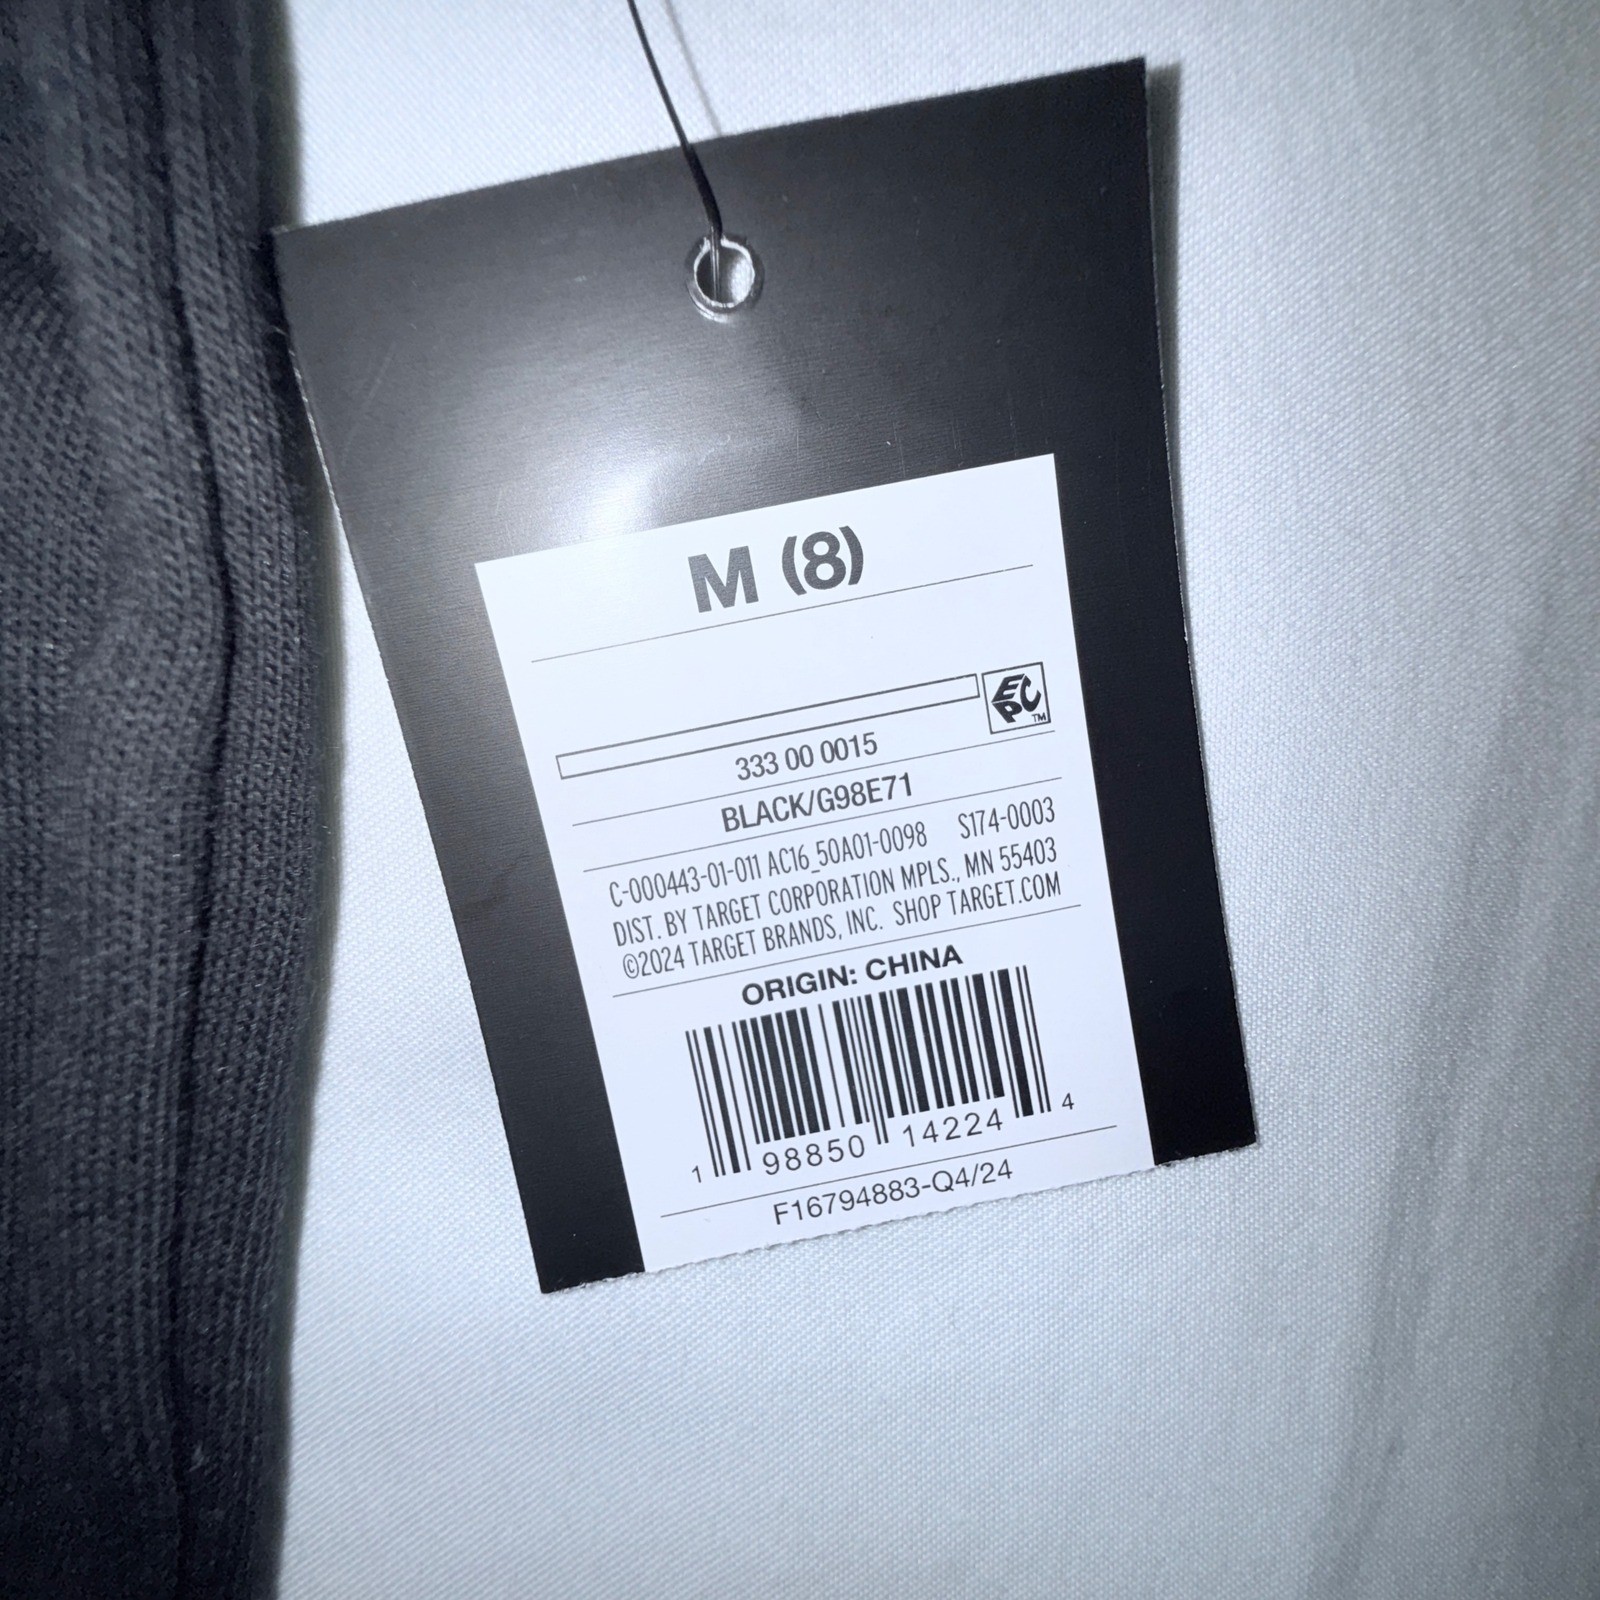 M (8)
EPC™
333 00 0015
BLACK/G98E71
C-000443-01-011 AC16_50A01-0098 S174-0003
DIST. BY TARGET CORPORATION MPLS., MN 55403
©2024 TARGET BRANDS, INC. SHOP TARGET.COM
ORIGIN: CHINA
1 98850 14224 4
F16794883-Q4/24